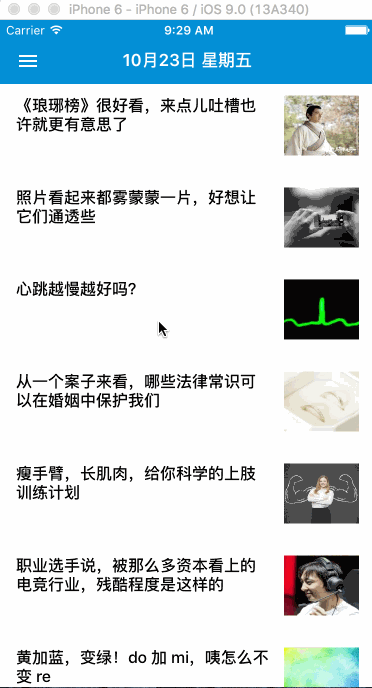 iPhone 6 - iPhone 6 / iOS 9.0 (13A340)
Carrier 9:29 AM
10月23日 星期五
《琅琊榜》很好看，来点儿吐槽也
许就更有意思了
照片看起来都雾蒙蒙一片，好想让
它们通透些
心跳越慢越好吗？
从一个案子来看，哪些法律常识可
以在婚姻中保护我们
瘦手臂，长肌肉，给你科学的上肢
训练计划
职业选手说，被那么多资本看上的
电竞行业，残酷程度是这样的
黄加蓝，变绿！do 加 mi，咦怎么不
变 re